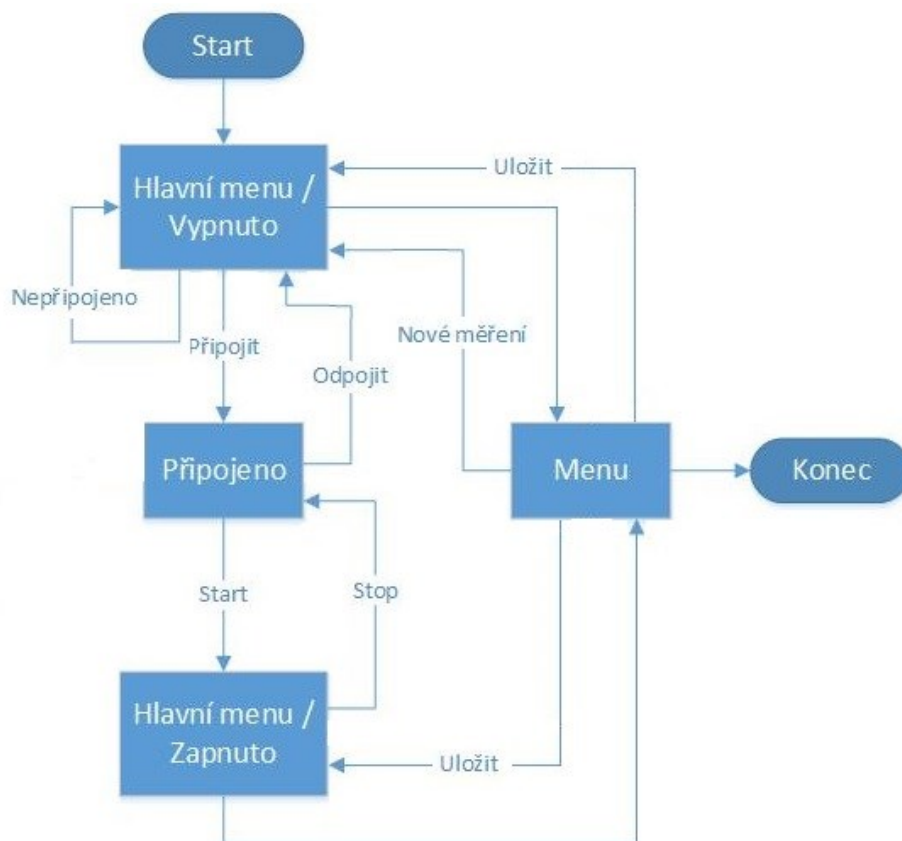 Start
Hlavní menu /
Vypnuto
Uložit
Nepřipojeno
Připojit
Odpojit
Nové měření
Připojeno
Menu
Konec
Start
Stop
Hlavní menu /
Zapnuto
Uložit